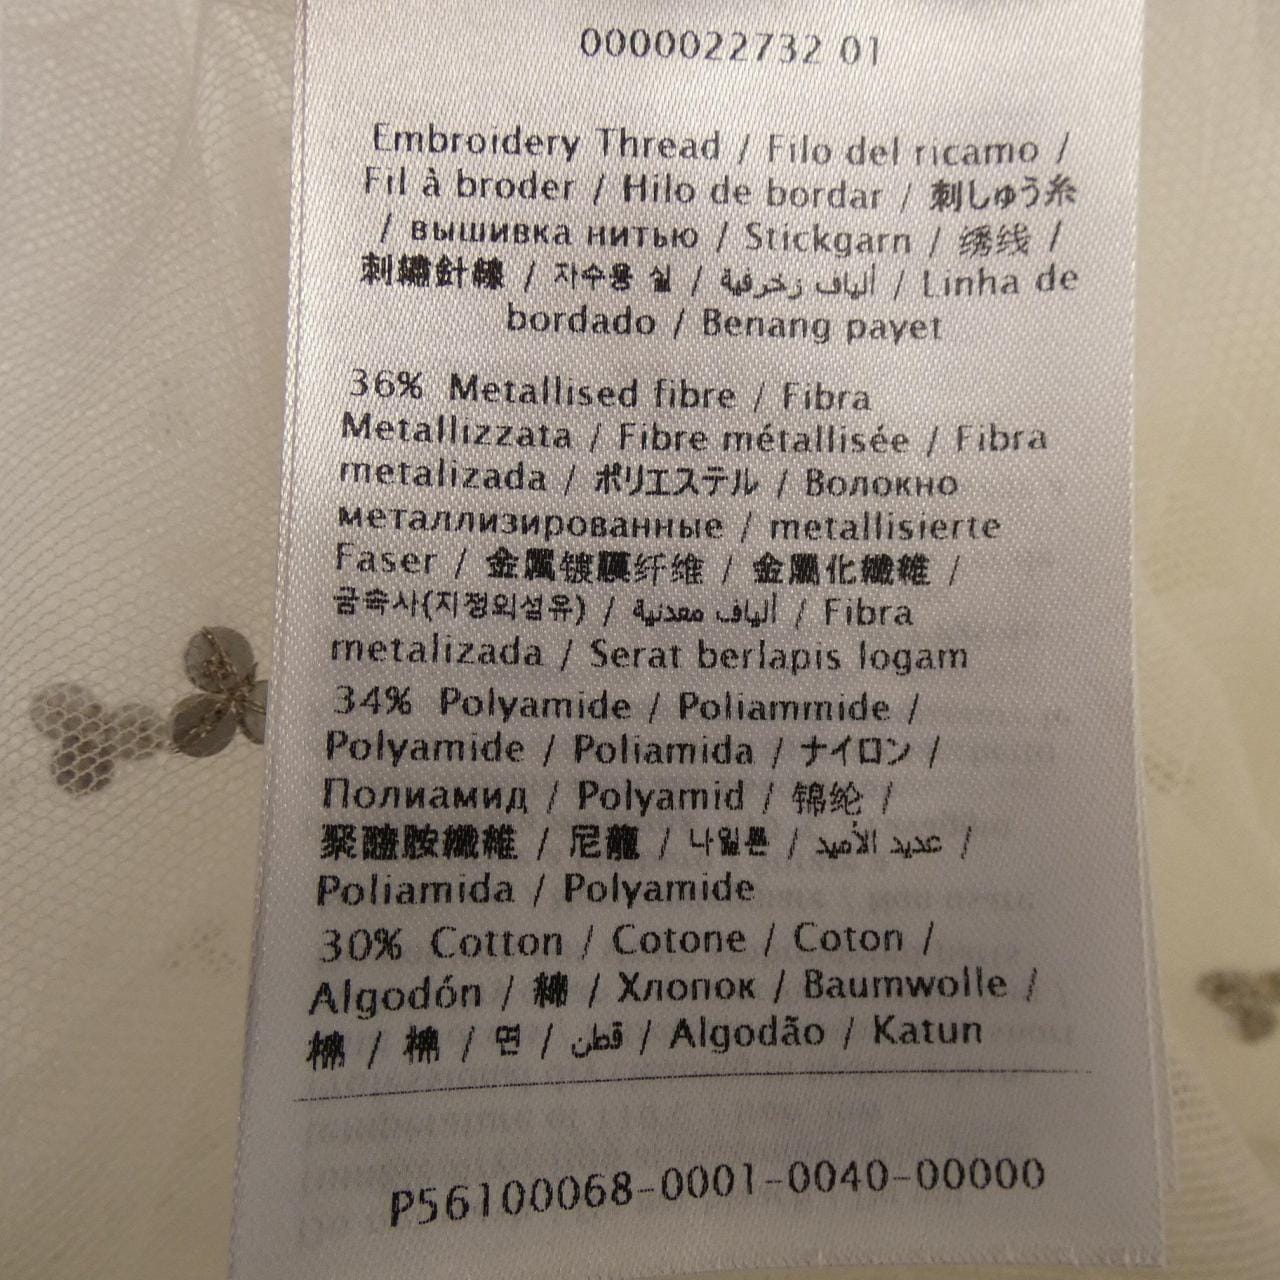 0000022732 01
Embroidery Thread / Filo del ricamo /
Fil à broder / Hilo de bordar / 刺しゅう糸
/ вышивка нитью / Stickgarn / 绣线 /
刺繡針線 / 자수용 실 / ألياف زخرفية / Linha de
bordado / Benang payet
36% Metallised fibre / Fibra
Metallizzata / Fibre métallisée / Fibra
metalizada / ポリエステル / Волокно
металлизированные / metallisierte
Faser / 金属镀膜纤维 / 金屬化纖維 /
금속사(지정외섬유) / ألياف معدنية / Fibra
metalizada / Serat berlapis logam
34% Polyamide / Poliammide /
Polyamide / Poliamida / ナイロン /
Полиамид / Polyamid / 锦纶 /
聚醯胺纖維 / 尼龍 / 나일론 / عديد الأميد /
Poliamida / Polyamide
30% Cotton / Cotone / Coton /
Algodón / 綿 / Хлопок / Baumwolle /
棉 / 棉 / 면 / قطن / Algodão / Katun
P56100068-0001-0040-00000